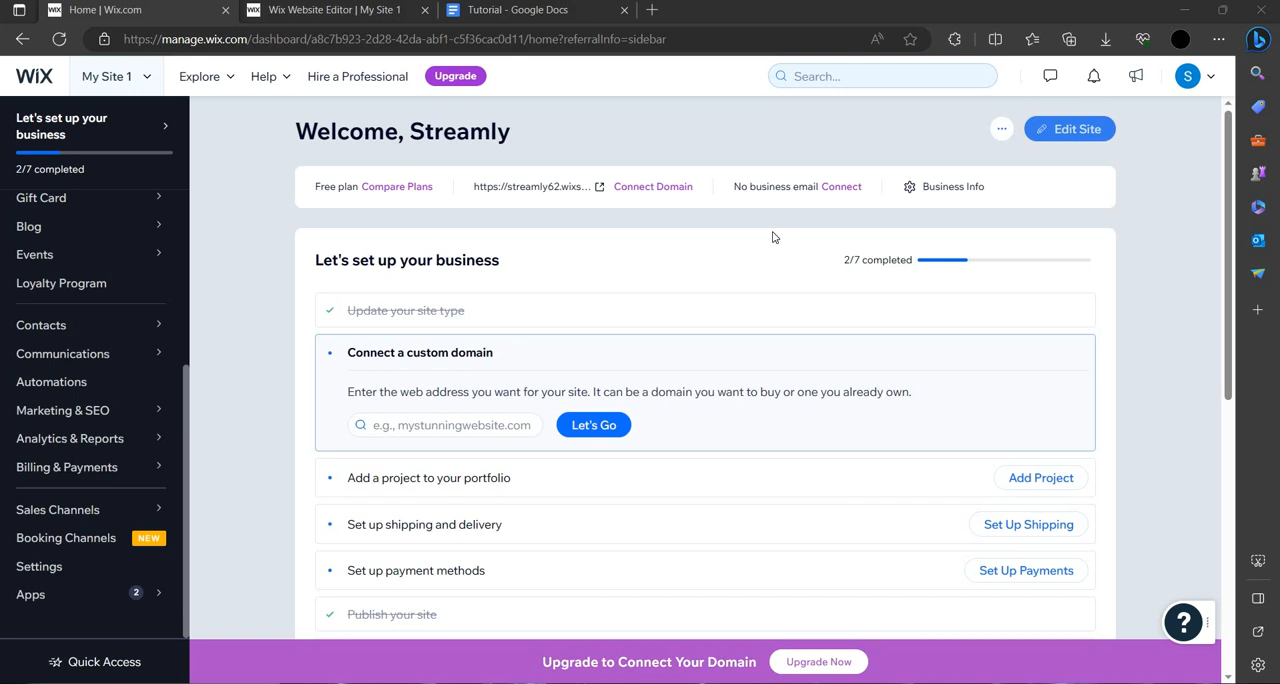 Home | Wix.com
Wix Website Editor | My Site 1
Tutorial - Google Docs
https://manage.wix.com/dashboard/a8c7b923-2d28-42da-abf1-c5f36cac0d11/home?referralInfo=sidebar
WiX
My Site 1
Explore
Help
Hire a Professional
Upgrade
Search...
S
Let's set up your business
2/7 completed
Gift Card
Blog
Events
Loyalty Program
Contacts
Communications
Automations
Marketing & SEO
Analytics & Reports
Billing & Payments
Sales Channels
Booking Channels NEW
Settings
Apps 2
Quick Access
Welcome, Streamly
Edit Site
Free plan Compare Plans
https://streamly62.wixs... Connect Domain
No business email Connect
Business Info
Let's set up your business
2/7 completed
Update your site type
Connect a custom domain
Enter the web address you want for your site. It can be a domain you want to buy or one you already own.
e.g., mystunningwebsite.com
Let's Go
Add a project to your portfolio
Add Project
Set up shipping and delivery
Set Up Shipping
Set up payment methods
Set Up Payments
Publish your site
?
Upgrade to Connect Your Domain
Upgrade Now